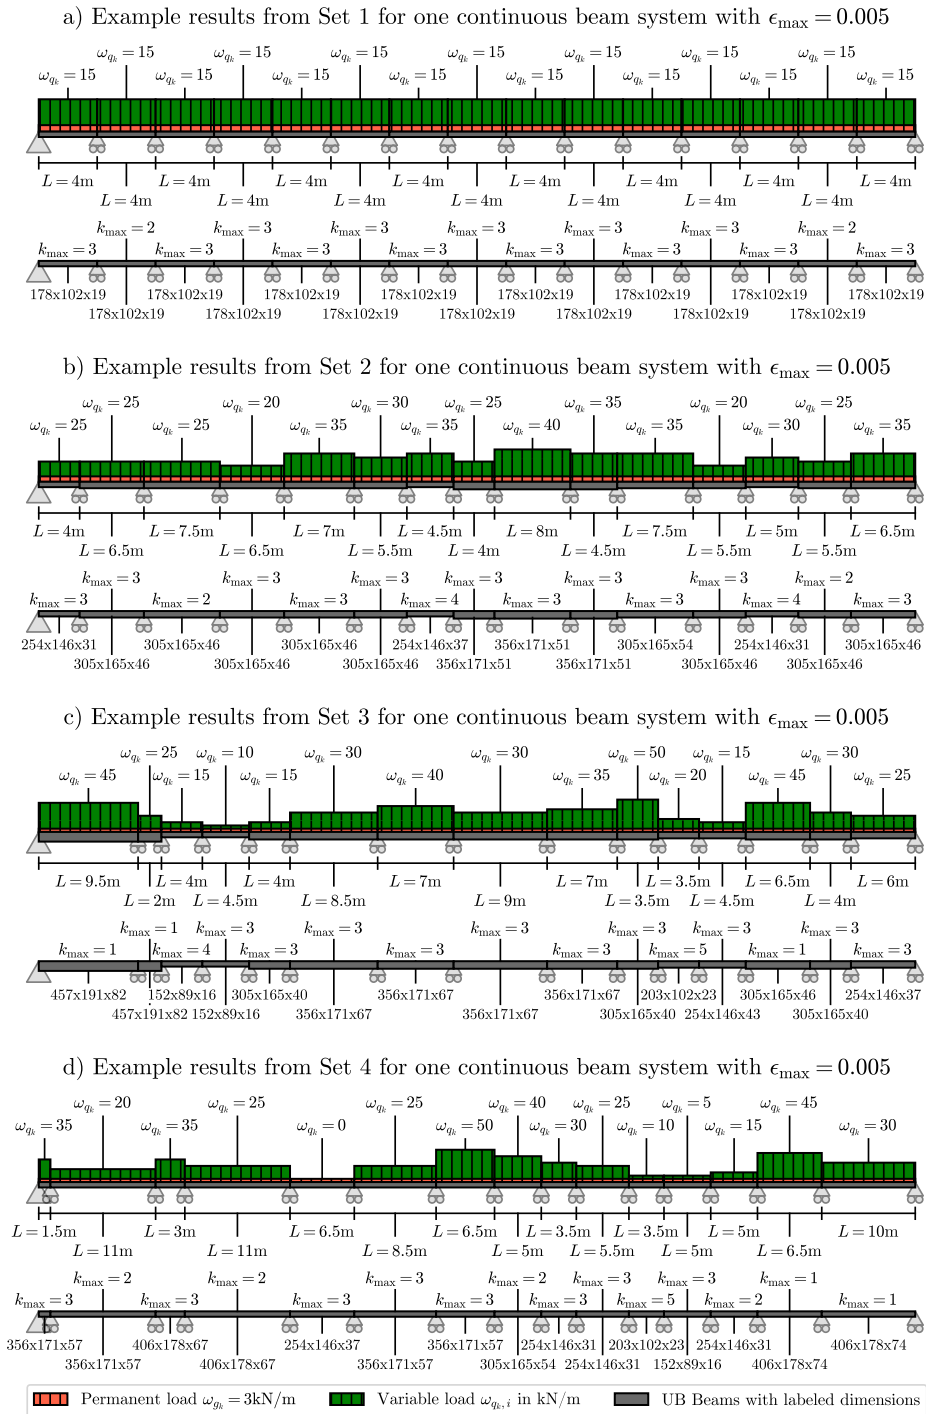 a) Example results from Set 1 for one continuous beam system with ϵmax = 0.005
ωqk = 15 ωqk = 15 ωqk = 15 ωqk = 15 ωqk = 15 ωqk = 15 ωqk = 15
ωqk = 15 ωqk = 15 ωqk = 15 ωqk = 15 ωqk = 15 ωqk = 15 ωqk = 15 ωqk = 15
L = 4m L = 4m L = 4m L = 4m L = 4m L = 4m L = 4m L = 4m
L = 4m L = 4m L = 4m L = 4m L = 4m L = 4m L = 4m
kmax = 2 kmax = 3 kmax = 3 kmax = 3 kmax = 3 kmax = 3 kmax = 2
kmax = 3 kmax = 3 kmax = 3 kmax = 3 kmax = 3 kmax = 3 kmax = 3 kmax = 3
178x102x19 178x102x19 178x102x19 178x102x19 178x102x19 178x102x19 178x102x19 178x102x19
178x102x19 178x102x19 178x102x19 178x102x19 178x102x19 178x102x19 178x102x19
b) Example results from Set 2 for one continuous beam system with ϵmax = 0.005
ωqk = 25 ωqk = 20 ωqk = 30 ωqk = 25 ωqk = 35 ωqk = 20 ωqk = 25
ωqk = 25 ωqk = 25 ωqk = 35 ωqk = 35 ωqk = 40 ωqk = 35 ωqk = 30 ωqk = 35
L = 4m L = 7.5m L = 7m L = 4.5m L = 8m L = 7.5m L = 5m L = 6.5m
L = 6.5m L = 6.5m L = 5.5m L = 4m L = 4.5m L = 5.5m L = 5.5m
kmax = 3 kmax = 3 kmax = 3 kmax = 3 kmax = 3 kmax = 3 kmax = 2
kmax = 3 kmax = 2 kmax = 3 kmax = 4 kmax = 3 kmax = 3 kmax = 4 kmax = 3
254x146x31 305x165x46 305x165x46 254x146x37 356x171x51 305x165x54 254x146x31 305x165x46
305x165x46 305x165x46 305x165x46 356x171x51 356x171x51 305x165x46 305x165x46
c) Example results from Set 3 for one continuous beam system with ϵmax = 0.005
ωqk = 25 ωqk = 10 ωqk = 30 ωqk = 30 ωqk = 50 ωqk = 15 ωqk = 30
ωqk = 45 ωqk = 15 ωqk = 15 ωqk = 40 ωqk = 35 ωqk = 20 ωqk = 45 ωqk = 25
L = 9.5m L = 4m L = 4m L = 7m L = 7m L = 3.5m L = 6.5m L = 6m
L = 2m L = 4.5m L = 8.5m L = 9m L = 3.5m L = 4.5m L = 4m
kmax = 1 kmax = 3 kmax = 3 kmax = 3 kmax = 3 kmax = 3 kmax = 3
kmax = 1 kmax = 4 kmax = 3 kmax = 3 kmax = 3 kmax = 5 kmax = 1 kmax = 3
457x191x82 152x89x16 305x165x40 356x171x67 356x171x67 203x102x23 305x165x46 254x146x37
457x191x82 152x89x16 356x171x67 356x171x67 305x165x40 254x146x43 305x165x40
d) Example results from Set 4 for one continuous beam system with ϵmax = 0.005
ωqk = 20 ωqk = 25 ωqk = 25 ωqk = 40 ωqk = 25 ωqk = 5 ωqk = 45
ωqk = 35 ωqk = 35 ωqk = 0 ωqk = 50 ωqk = 30 ωqk = 10 ωqk = 15 ωqk = 30
L = 1.5m L = 3m L = 6.5m L = 6.5m L = 3.5m L = 3.5m L = 5m L = 10m
L = 11m L = 11m L = 8.5m L = 5m L = 5.5m L = 5m L = 6.5m
kmax = 2 kmax = 2 kmax = 3 kmax = 2 kmax = 3 kmax = 3 kmax = 1
kmax = 3 kmax = 3 kmax = 3 kmax = 3 kmax = 3 kmax = 5 kmax = 2 kmax = 1
356x171x57 406x178x67 254x146x37 356x171x57 254x146x31 203x102x23 254x146x31 406x178x74
356x171x57 406x178x67 356x171x57 305x165x54 254x146x31 152x89x16 406x178x74
Permanent load ωgk = 3kN/m Variable load ωqk,i in kN/m UB Beams with labeled dimensions